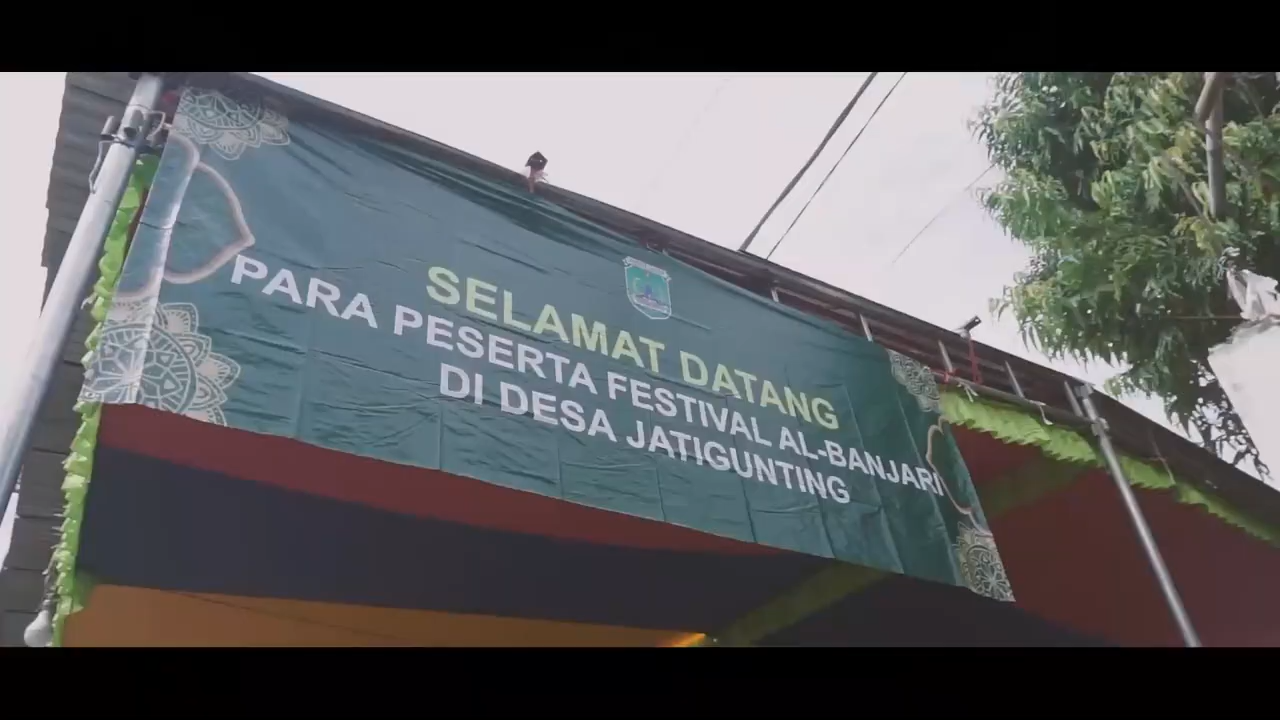 SELAMAT DATANG
PARA PESERTA FESTIVAL AL-BANJARI
DI DESA JATIGUNTING